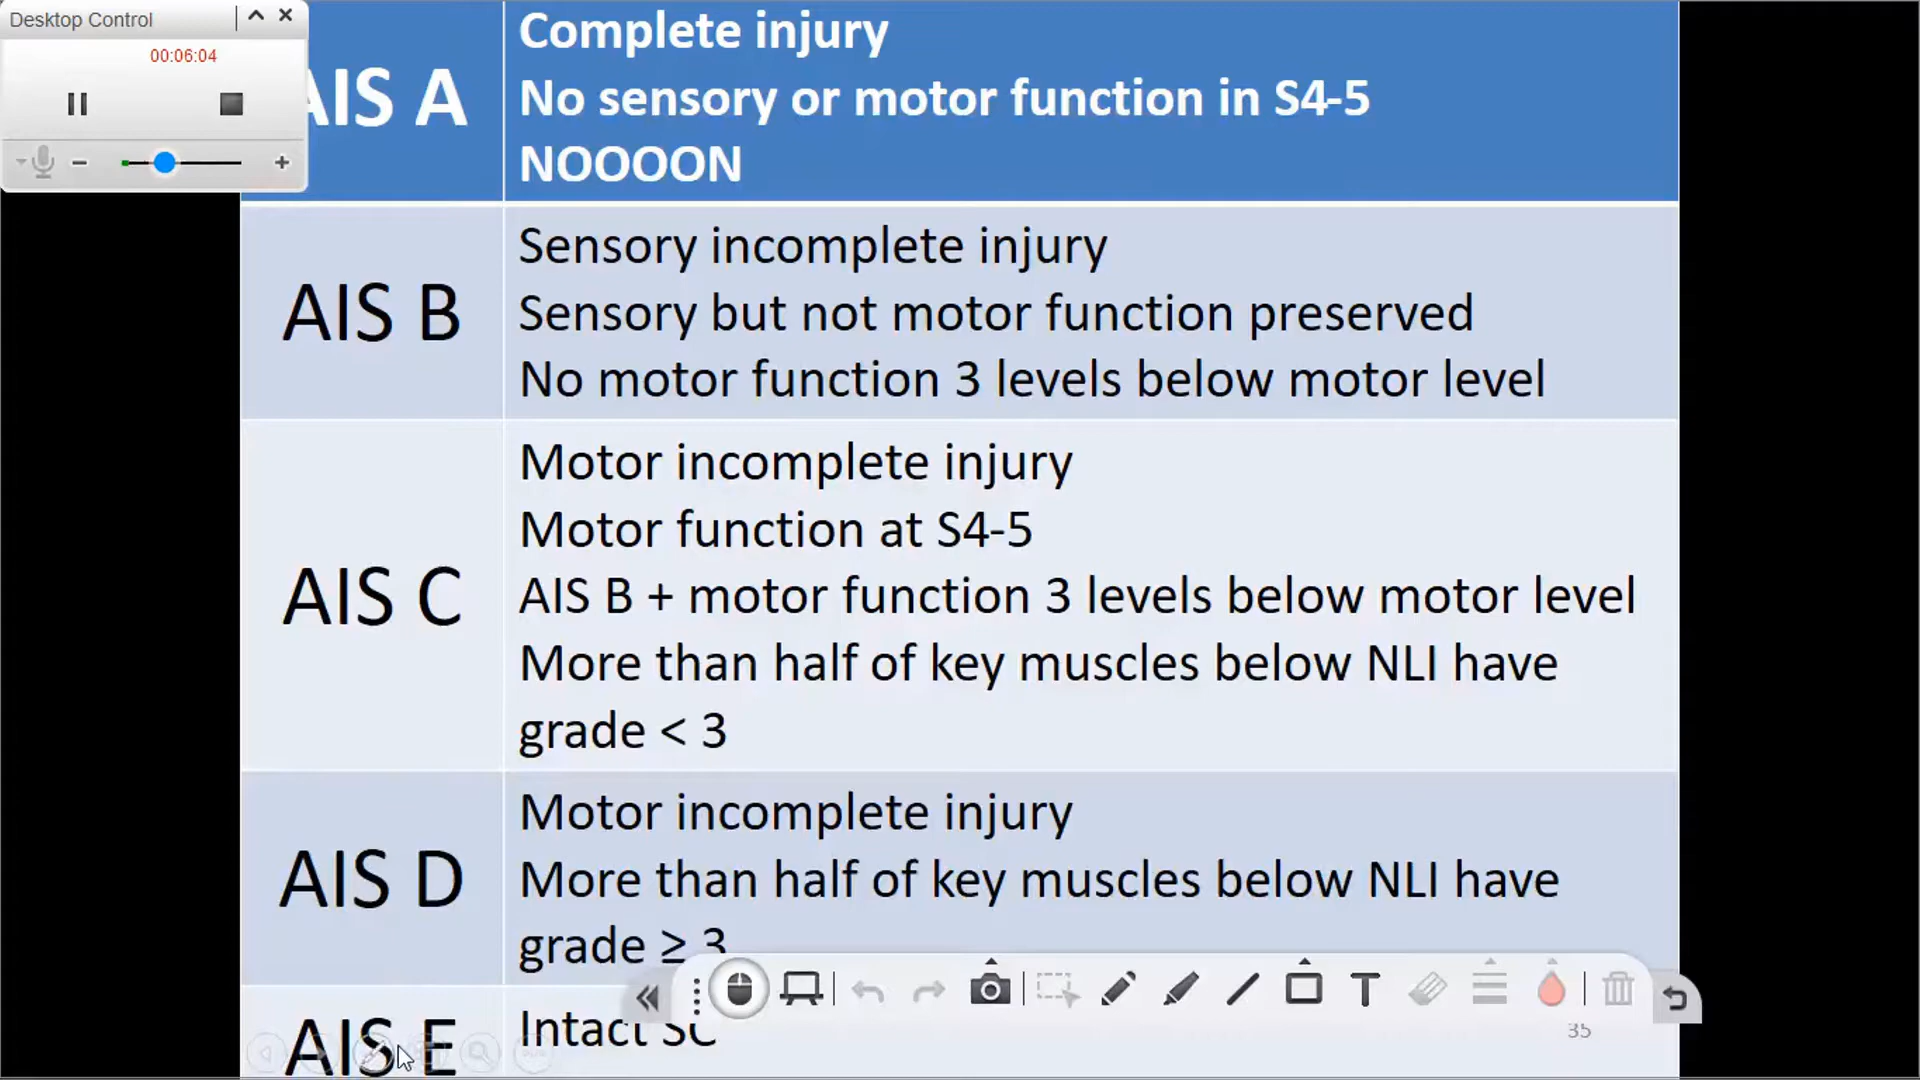 Desktop Control
00:06:04
AIS A
Complete injury
No sensory or motor function in S4-5
NOOOON
AIS B
Sensory incomplete injury
Sensory but not motor function preserved
No motor function 3 levels below motor level
AIS C
Motor incomplete injury
Motor function at S4-5
AIS B + motor function 3 levels below motor level
More than half of key muscles below NLI have
grade < 3
AIS D
Motor incomplete injury
More than half of key muscles below NLI have
grade ≥ 3
AIS E
Intact SC
35